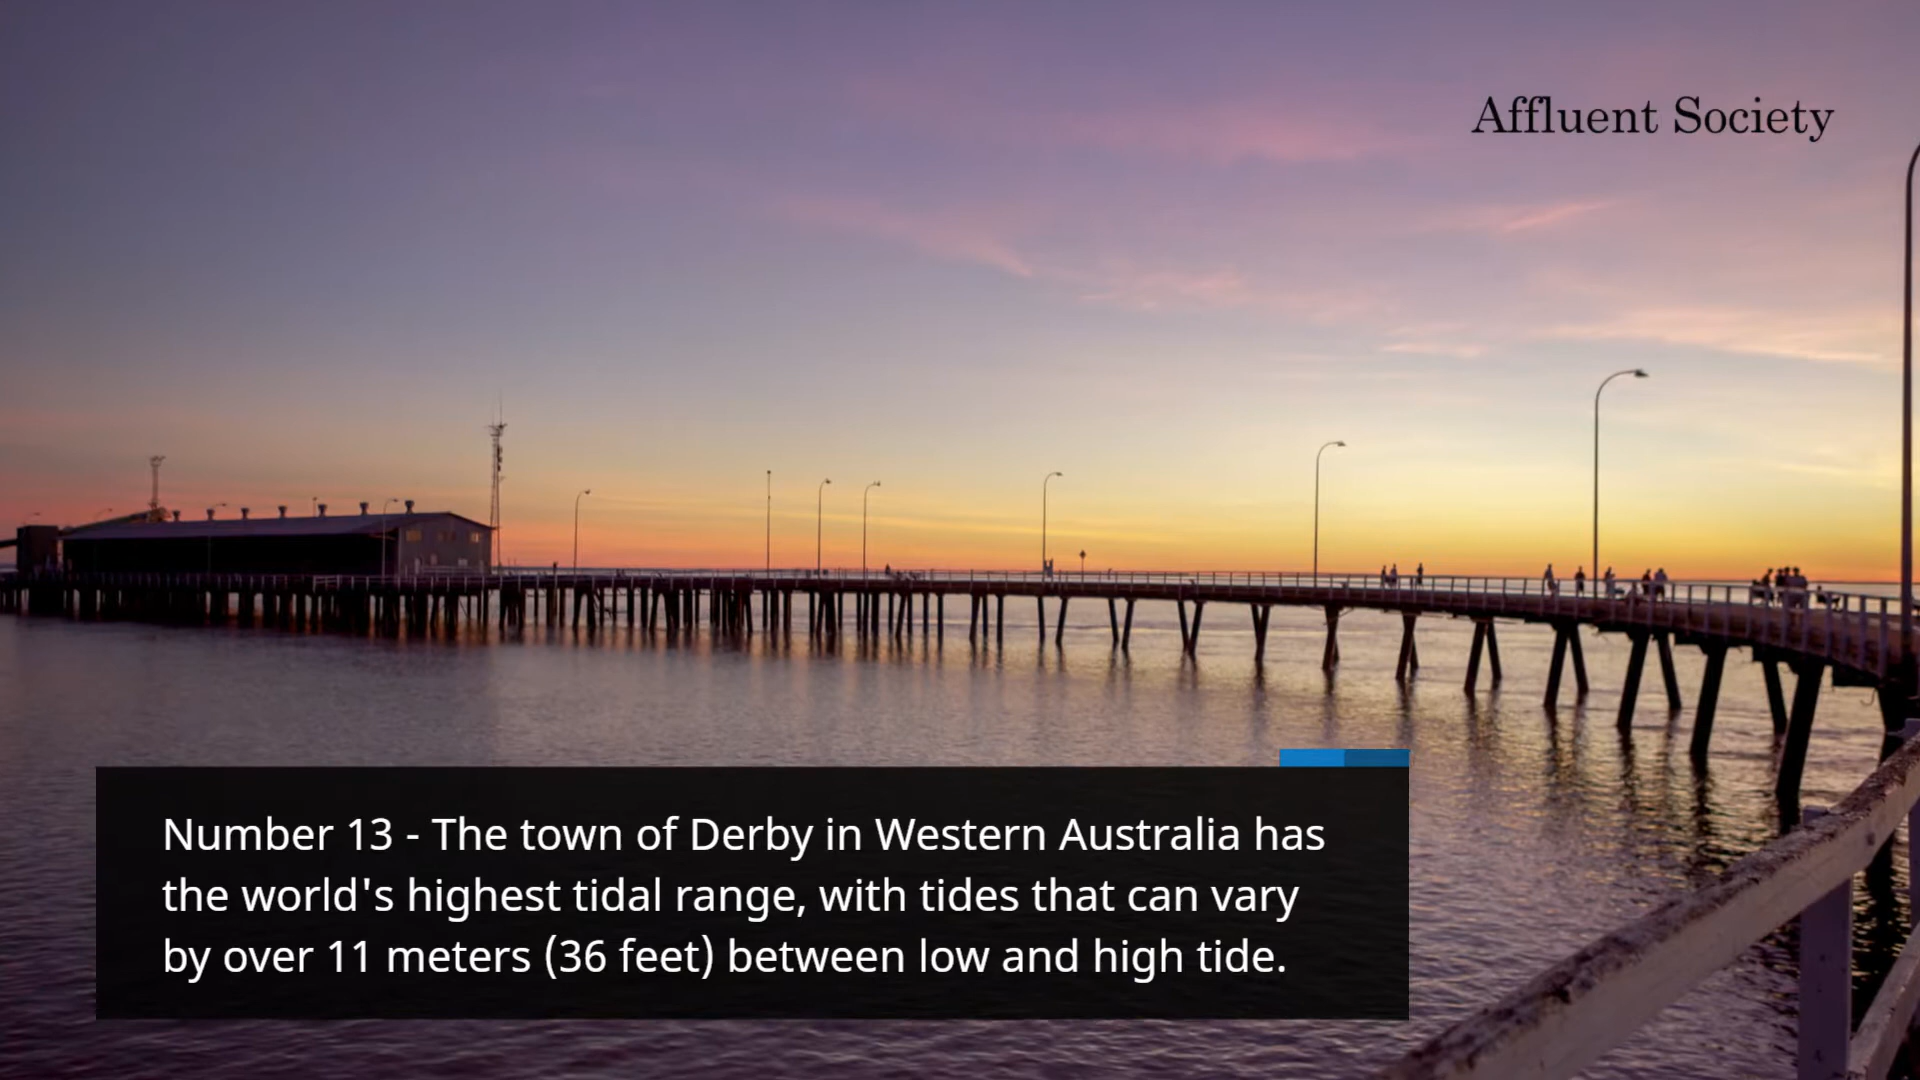 Affluent Society
Number 13 - The town of Derby in Western Australia has
the world's highest tidal range, with tides that can vary
by over 11 meters (36 feet) between low and high tide.